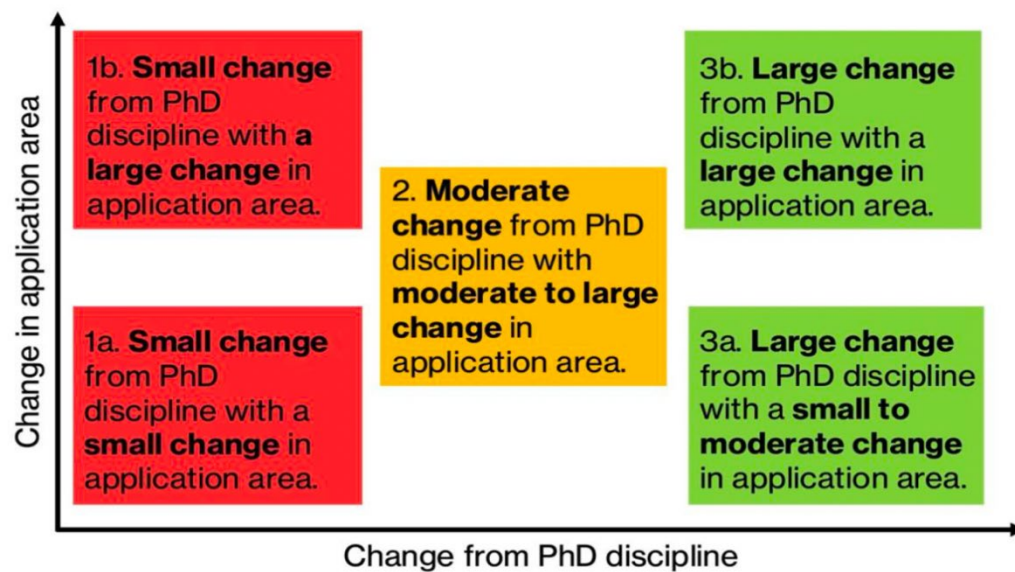 Change in application area
1b. Small change
from PhD
discipline with a
large change in
application area.
3b. Large change
from PhD
discipline with a
large change in
application area.
2. Moderate
change from PhD
discipline with
moderate to large
change in
application area.
1a. Small change
from PhD
discipline with a
small change in
application area.
3a. Large change
from PhD discipline
with a small to
moderate change
in application area.
Change from PhD discipline